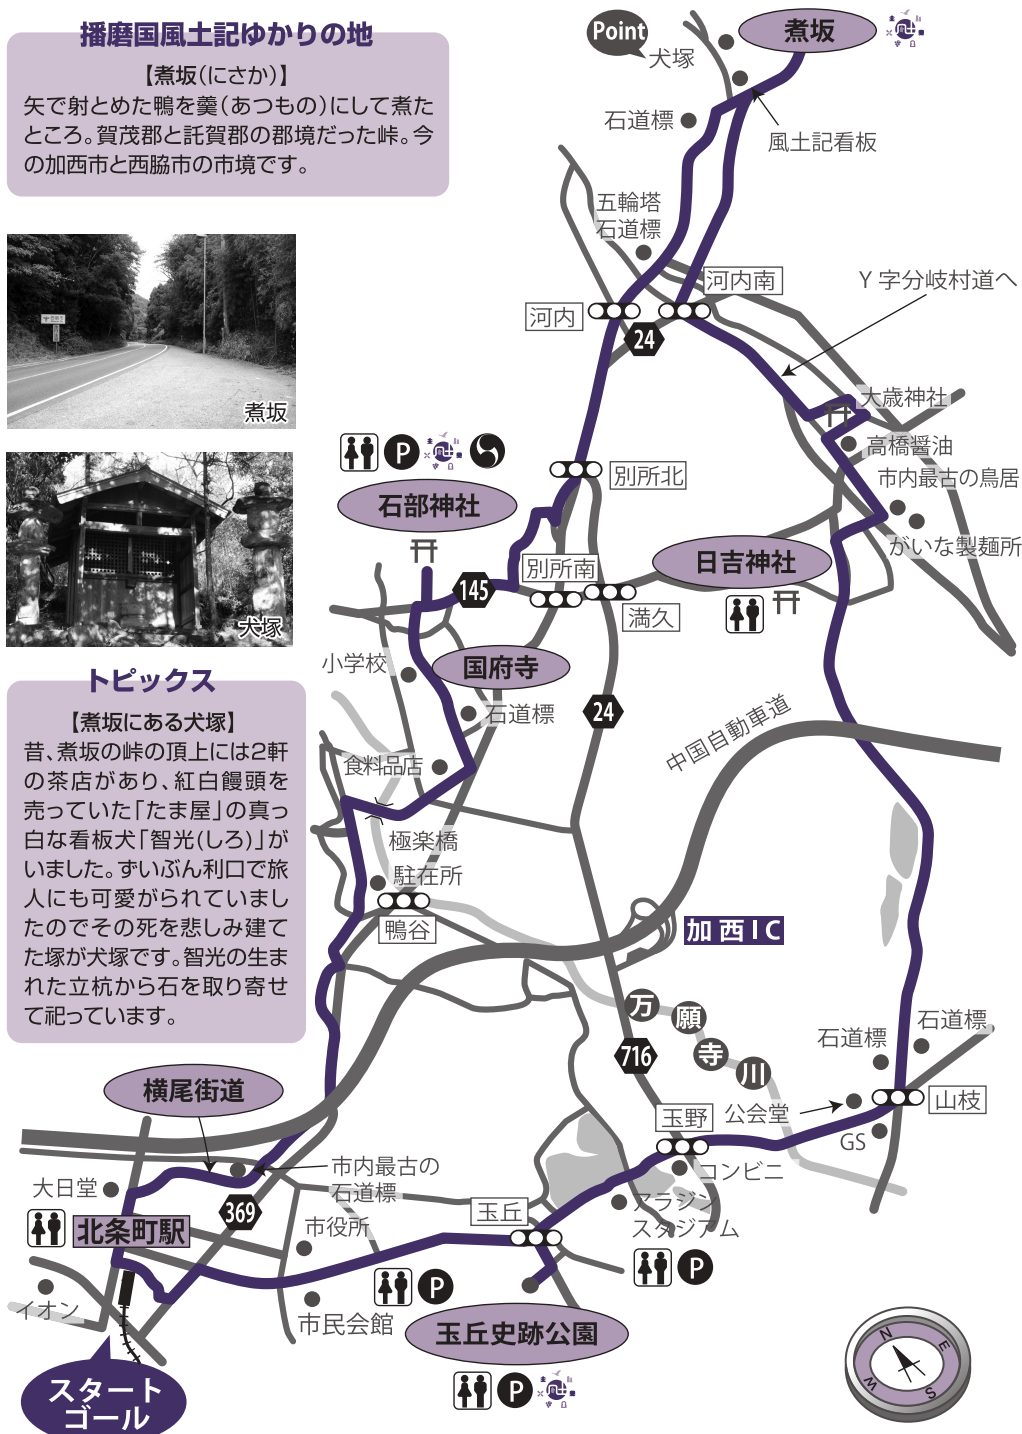 播磨国風土記ゆかりの地
【煮坂(にさか)】
矢で射とめた鴨を羹(あつもの)にして煮た
ところ。賀茂郡と託賀郡の郡境だった峠。今
の加西市と西脇市の市境です。
煮坂
犬塚
トピックス
【煮坂にある犬塚】
昔、煮坂の峠の頂上には2軒
の茶店があり、紅白饅頭を
売っていた「たま屋」の真っ
白な看板犬「智光(しろ)」が
いました。ずいぶん利口で旅
人にも可愛がられていまし
たのでその死を悲しみ建て
た塚が犬塚です。智光の生ま
れた立杭から石を取り寄せ
て祀っています。
Point
煮坂
犬塚
石道標
風土記看板
五輪塔
石道標
河内南
河内
24
Y字分岐村道へ
大歳神社
高橋醤油
市内最古の鳥居
がいな製麺所
P
別所北
石部神社
別所南
日吉神社
145
満久
小学校
国府寺
石道標
24
中国自動車道
食料品店
極楽橋
駐在所
鴨谷
加西IC
万
願
寺
川
716
石道標
石道標
山枝
公会堂
GS
玉野
コンビニ
横尾街道
市内最古の
石道標
大日堂
369
北条町駅
市役所
玉丘
アラジン
スタジアム
P
イオン
市民会館
P
玉丘史跡公園
P
スタート
ゴール
N
E
S
W